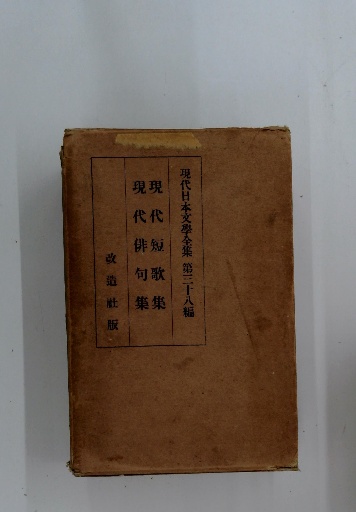 現代日本文學全集 第三十八編
現代短歌集
現代俳句集
改造社版